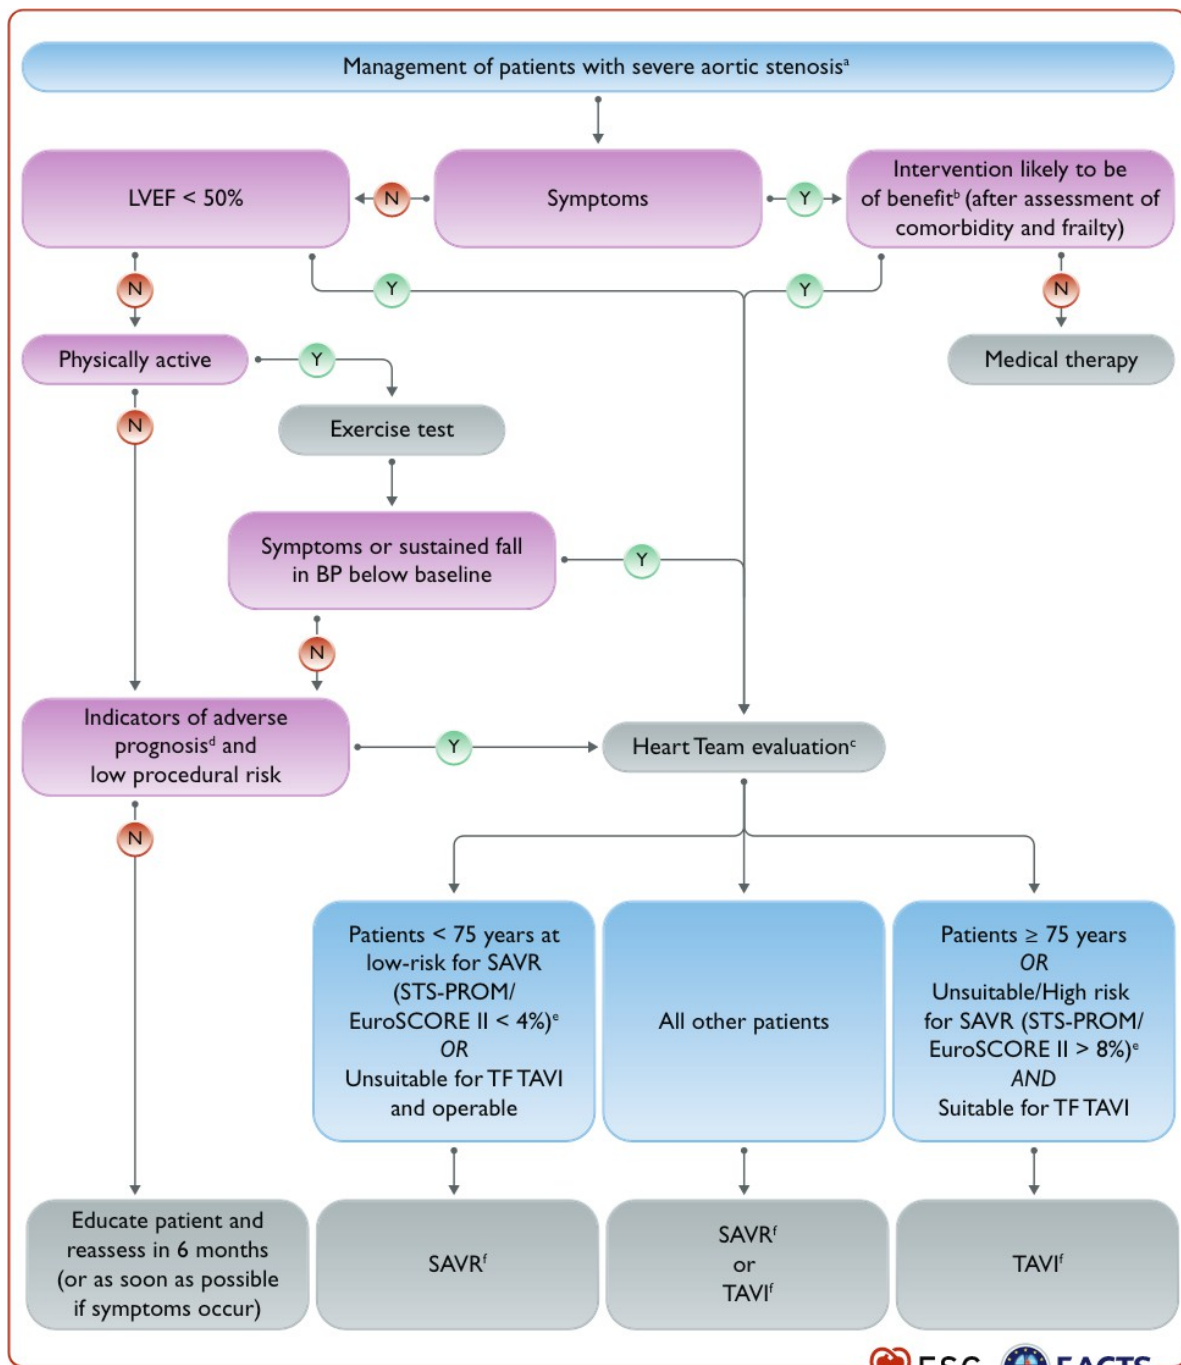 Management of patients with severe aortic stenosisᵃ
LVEF < 50%
N
Symptoms
Y
Intervention likely to be
of benefitᵇ (after assessment of
comorbidity and frailty)
N
Y
Y
N
Physically active
Y
Medical therapy
N
Exercise test
Symptoms or sustained fall
in BP below baseline
Y
N
Indicators of adverse
prognosisᵈ and
low procedural risk
Y
Heart Team evaluationᶜ
N
Patients < 75 years at
low-risk for SAVR
(STS-PROM/
EuroSCORE II < 4%)ᵉ
OR
Unsuitable for TF TAVI
and operable
All other patients
Patients ≥ 75 years
OR
Unsuitable/High risk
for SAVR (STS-PROM/
EuroSCORE II > 8%)ᵉ
AND
Suitable for TF TAVI
Educate patient and
reassess in 6 months
(or as soon as possible
if symptoms occur)
SAVRᶠ
SAVRᶠ
or
TAVIᶠ
TAVIᶠ
ESC
EACTS